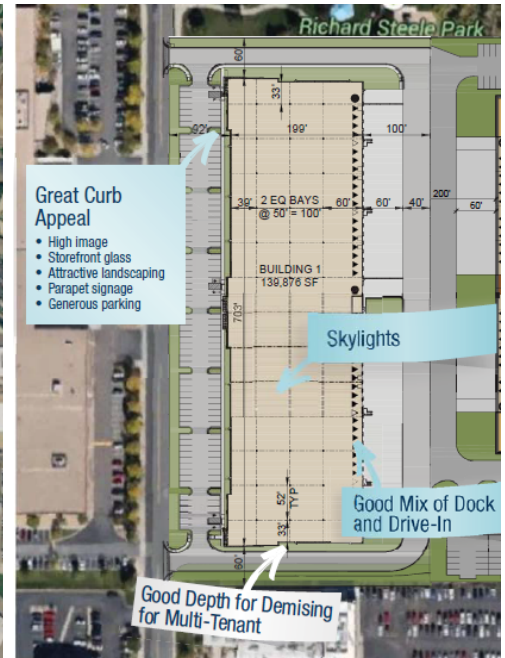 Richard Steele Park
60'
33'
92'
199'
100'
200'
Great Curb
Appeal
• High image
• Storefront glass
• Attractive landscaping
• Parapet signage
• Generous parking
39'
2 EQ BAYS
@ 50' = 100'
60'
60'
40'
60'
BUILDING 1
139,876 SF
703'
Skylights
52'
TYP
33'
Good Mix of Dock
and Drive-In
60'
Good Depth for Demising
for Multi-Tenant